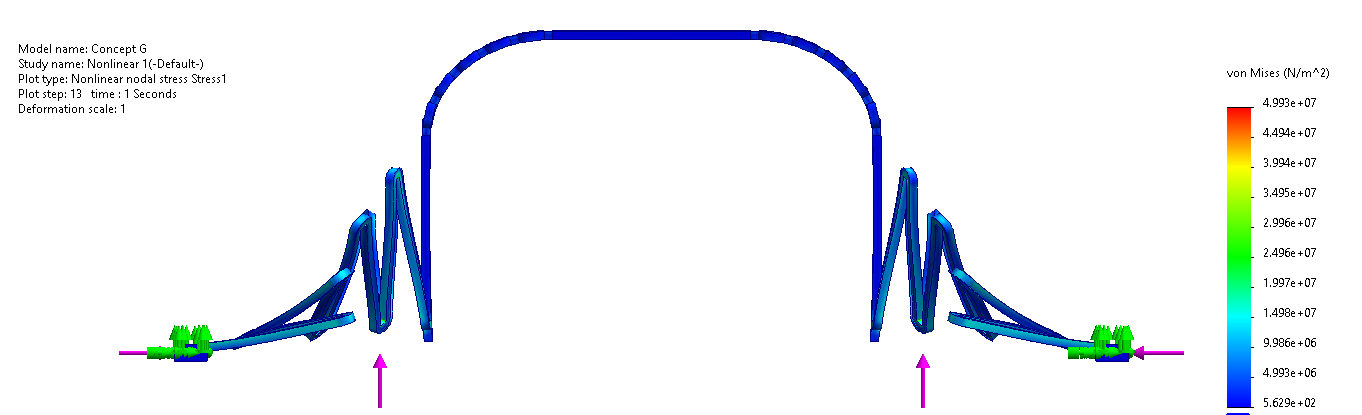 Model name: Concept G
Study name: Nonlinear 1(-Default-)
Plot type: Nonlinear nodal stress Stress1
Plot step: 13 time : 1 Seconds
Deformation scale: 1
von Mises (N/m^2)
4.993e+07
4.494e+07
3.994e+07
3.495e+07
2.996e+07
2.496e+07
1.997e+07
1.498e+07
9.986e+06
4.993e+06
5.629e+02